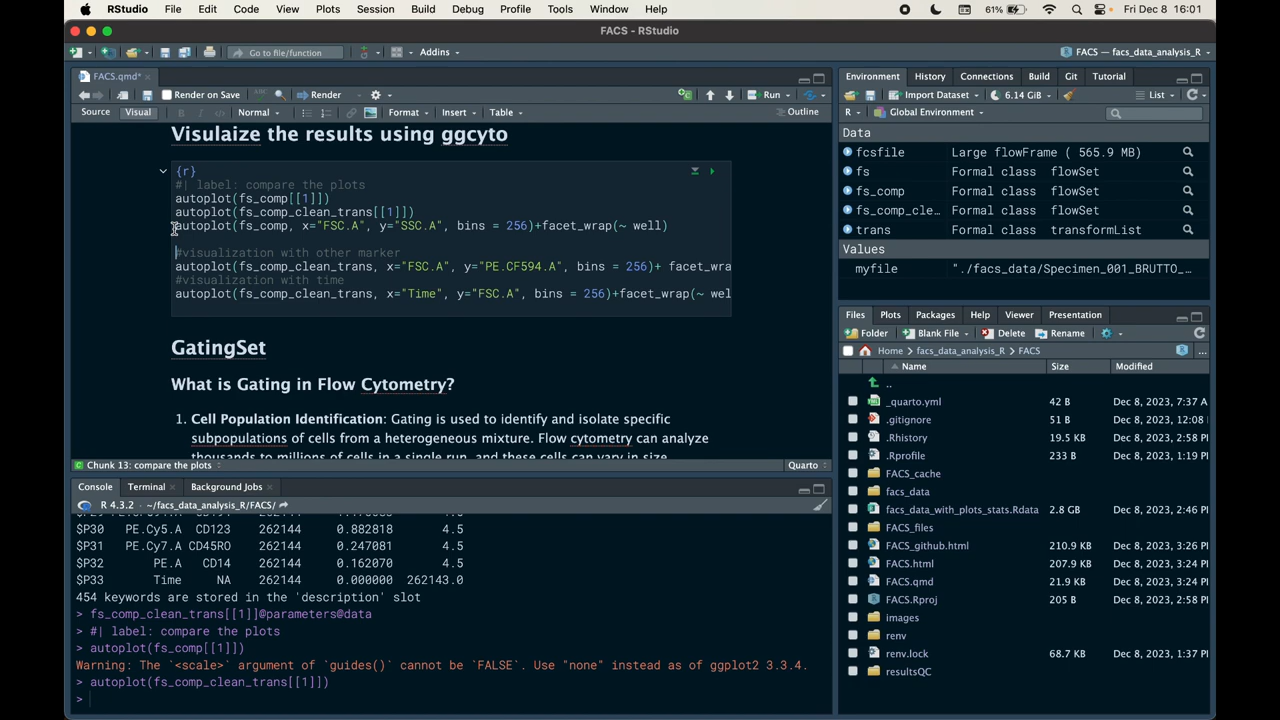 RStudio File Edit Code View Plots Session Build Debug Profile Tools Window Help 61% Fri Dec 8 16:01
FACS - RStudio
Go to file/function Addins FACS — facs_data_analysis_R
FACS.qmd*
Render on Save Render Run
Source Visual B I Normal Format Insert Table Outline
Visulaize the results using ggcyto
{r}
#| label: compare the plots
autoplot(fs_comp[[1]])
autoplot(fs_comp_clean_trans[[1]])
autoplot(fs_comp, x="FSC.A", y="SSC.A", bins = 256)+facet_wrap(~ well)
#visualization with other marker
autoplot(fs_comp_clean_trans, x="FSC.A", y="PE.CF594.A", bins = 256)+ facet_wra
#visualization with time
autoplot(fs_comp_clean_trans, x="Time", y="FSC.A", bins = 256)+facet_wrap(~ wel
GatingSet
What is Gating in Flow Cytometry?
1. Cell Population Identification: Gating is used to identify and isolate specific
subpopulations of cells from a heterogeneous mixture. Flow cytometry can analyze
thousands to millions of cells in a single run, and these cells can vary in size,
Chunk 13: compare the plots Quarto
Console Terminal Background Jobs
R 4.3.2 · ~/facs_data_analysis_R/FACS/
$P30 PE.Cy5.A CD123 262144 0.882818 4.5
$P31 PE.Cy7.A CD45RO 262144 0.247081 4.5
$P32 PE.A CD14 262144 0.162070 4.5
$P33 Time NA 262144 0.000000 262143.0
454 keywords are stored in the 'description' slot
> fs_comp_clean_trans[[1]]@parameters@data
> #| label: compare the plots
> autoplot(fs_comp[[1]])
Warning: The `<scale>` argument of `guides()` cannot be `FALSE`. Use "none" instead as of ggplot2 3.3.4.
> autoplot(fs_comp_clean_trans[[1]])
>
Environment History Connections Build Git Tutorial
Import Dataset 6.14 GiB List
R Global Environment
Data
fcsfile Large flowFrame ( 565.9 MB)
fs Formal class flowSet
fs_comp Formal class flowSet
fs_comp_cle… Formal class flowSet
trans Formal class transformList
Values
myfile "./facs_data/Specimen_001_BRUTTO_…
Files Plots Packages Help Viewer Presentation
Folder Blank File Delete Rename
Home > facs_data_analysis_R > FACS ...
Name Size Modified
..
_quarto.yml 42 B Dec 8, 2023, 7:37 A
.gitignore 51 B Dec 8, 2023, 12:08
.Rhistory 19.5 KB Dec 8, 2023, 2:58 P
.Rprofile 233 B Dec 8, 2023, 1:19 P
FACS_cache
facs_data
facs_data_with_plots_stats.Rdata 2.8 GB Dec 8, 2023, 2:46 P
FACS_files
FACS_github.html 210.9 KB Dec 8, 2023, 3:26 P
FACS.html 207.9 KB Dec 8, 2023, 3:24 P
FACS.qmd 21.9 KB Dec 8, 2023, 3:24 P
FACS.Rproj 205 B Dec 8, 2023, 2:58 P
images
renv
renv.lock 68.7 KB Dec 8, 2023, 1:37 P
resultsQC